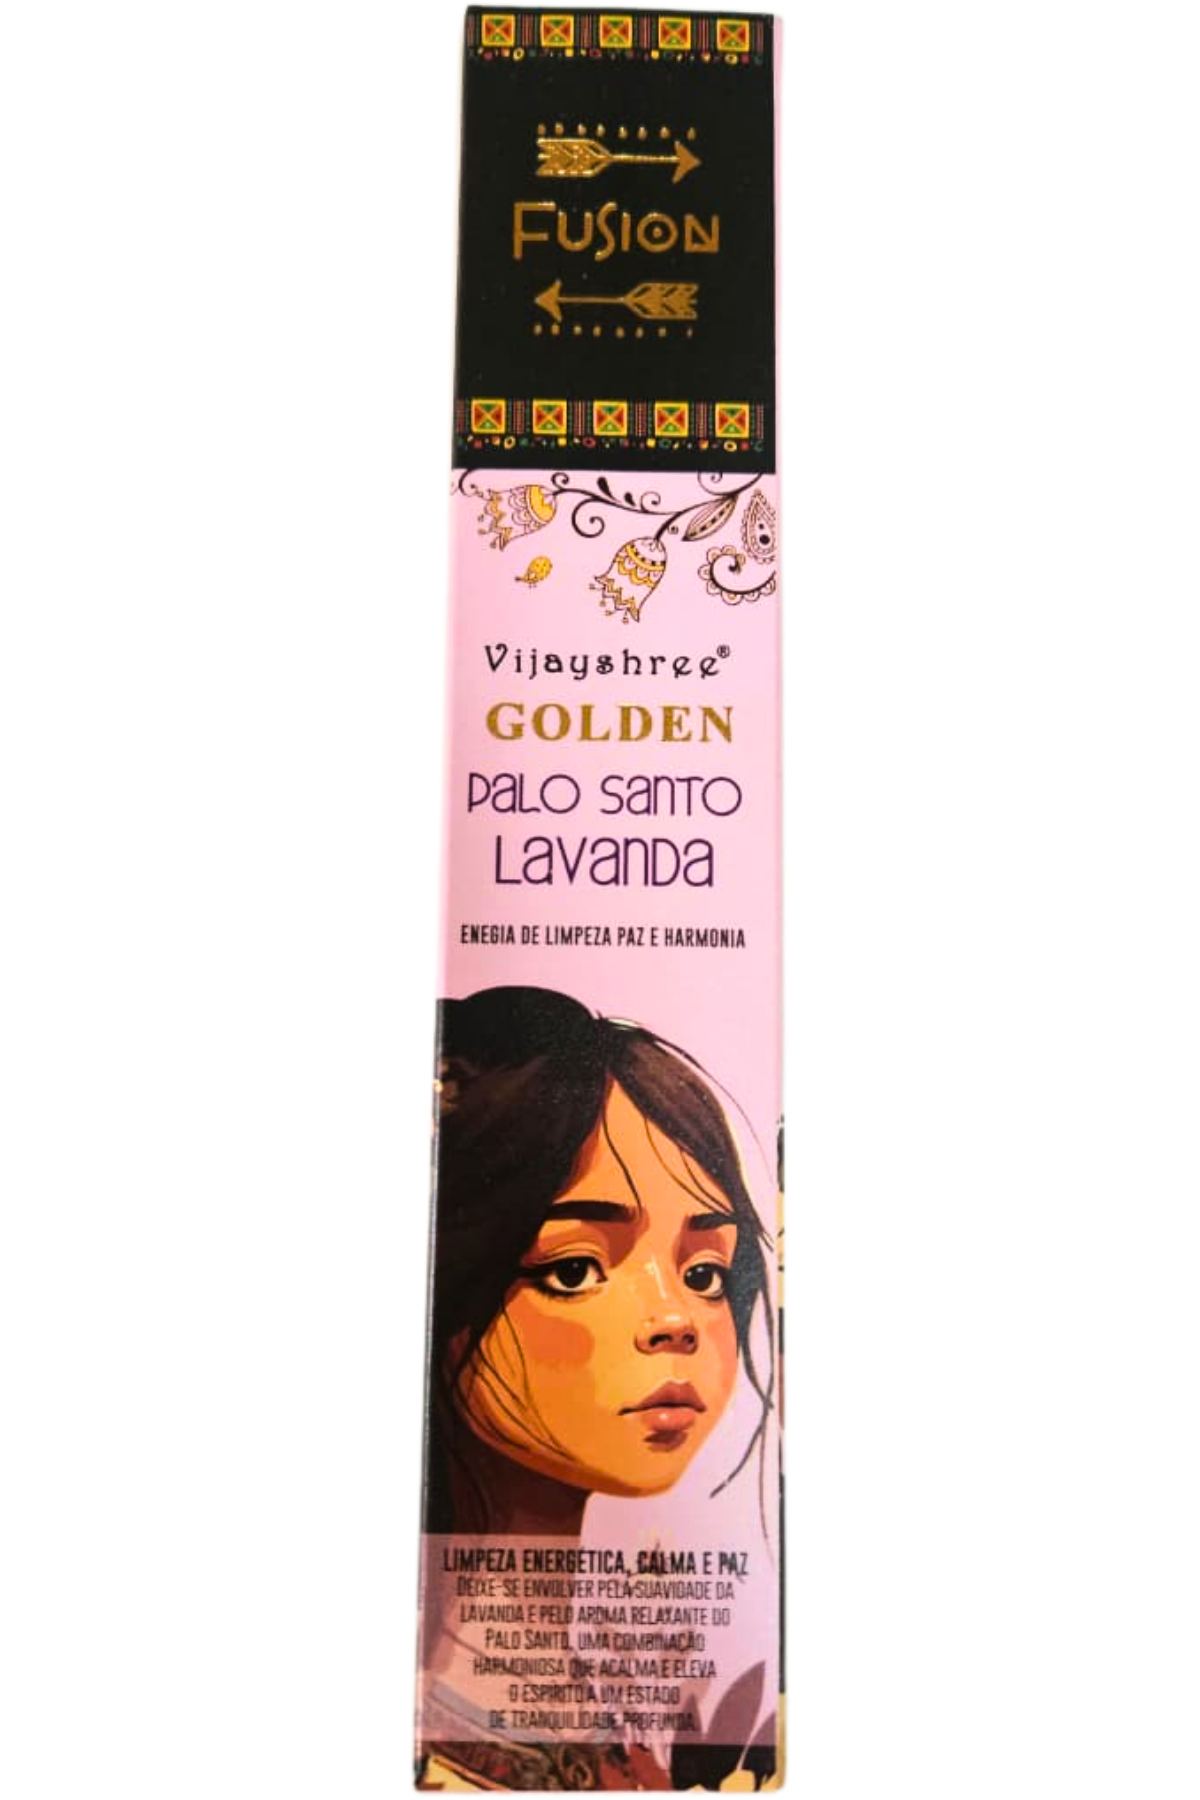 FUSION
Vijayshree®
GOLDEN
PALO SANTO
LAVANDA
ENEGIA DE LIMPEZA PAZ E HARMONIA
LIMPEZA ENERGETICA, CALMA E PAZ
DEIXE-SE ENVOLVER PELA SUAVIDADE DA
LAVANDA E PELO AROMA RELAXANTE DO
PALO SANTO. UMA COMBINAÇÃO
HARMONIOSA QUE ACALMA E ELEVA
O ESPIRITO A UM ESTADO
DE TRANQUILIDADE PROFUNDA.